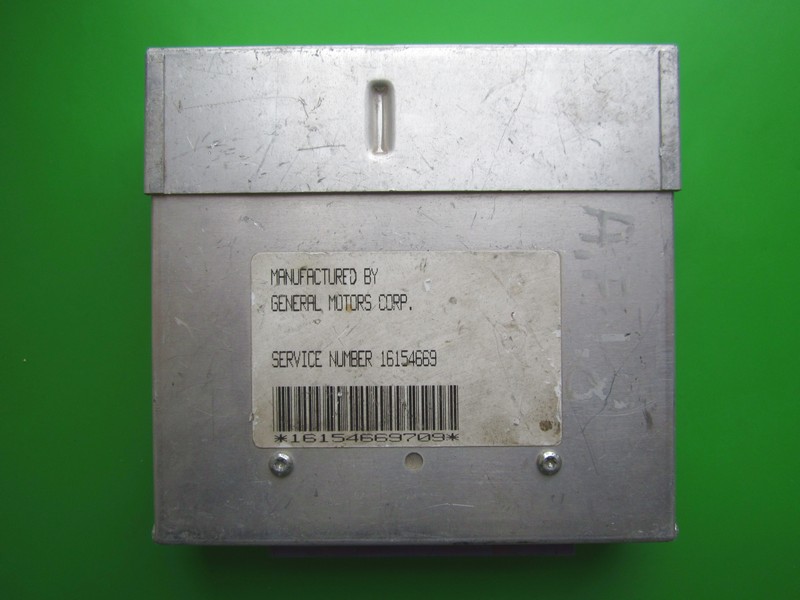 MANUFACTURED BY
GENERAL MOTORS CORP.
SERVICE NUMBER 16154669
*16154669709*